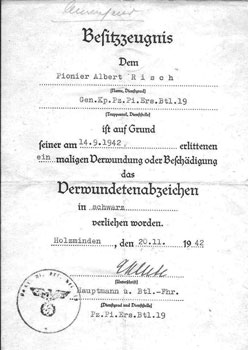 Besitzzeugnis
Dem
Pionier Albert Risch
(Name, Dienstgrad)
Gen.Kp.Pz.Pi.Ers.Btl.19
(Truppenteil, Dienststelle)
ist auf Grund
seiner am 14.9.1942 erlittenen
ein maligen Verwundung oder Beschädigung
das
Verwundetenabzeichen
in schwarz
verliehen worden.
Holzminden, den 20.11. 1942
(Unterschrift)
Hauptmann u. Btl.-Fhr.
(Dienstgrad und Dienststelle)
Pz.Pi.Ers.Btl.19